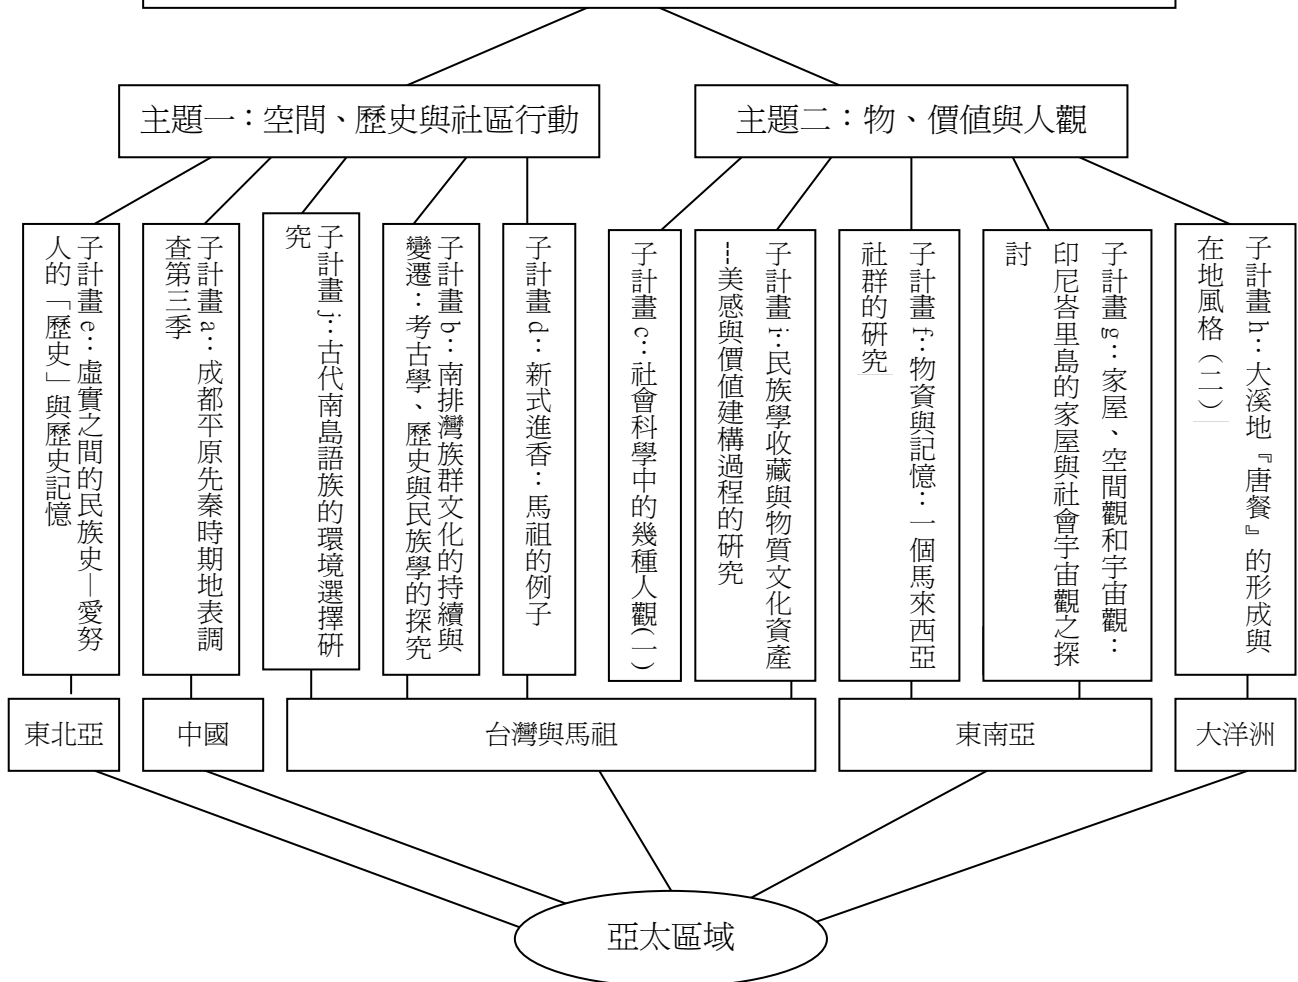 主題一：空間、歷史與社區行動
主題二：物、價值與人觀
子計畫 e：虛實之間的民族史—愛努
人的「歷史」與歷史記憶
子計畫 a：成都平原先秦時期地表調
查第三季
子計畫 j：古代南島語族的環境選擇研
究
子計畫 b：南排灣族群文化的持續與
變遷：考古學、歷史與民族學的探究
子計畫 d：新式進香：馬祖的例子
子計畫 c：社會科學中的幾種人觀(一)
子計畫 i：民族學收藏與物質文化資產
--美感與價值建構過程的研究
子計畫 f：物資與記憶：一個馬來西亞
社群的研究
子計畫 g：家屋、空間觀和宇宙觀：
印尼峇里島的家屋與社會宇宙觀之探
討
子計畫 h：大溪地『唐餐』的形成與
在地風格（二）
東北亞
中國
台灣與馬祖
東南亞
大洋洲
亞太區域